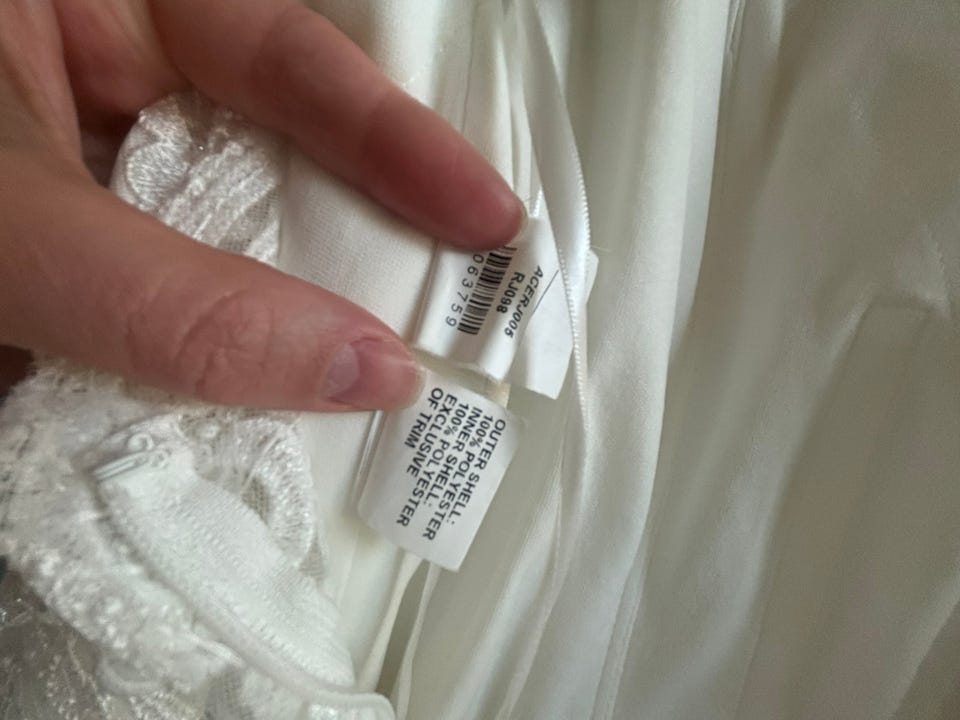 ACERJ005
RJ098
063759
OUTER SHELL:
100% POLYESTER
INNER SHELL:
100% POLYESTER
EXCLUSIVE
OF TRIM